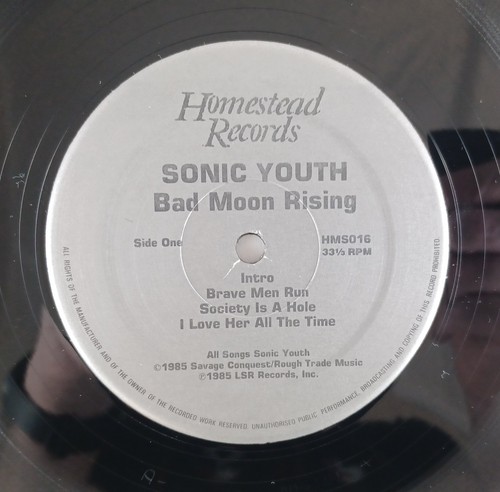 Homestead
Records
SONIC YOUTH
Bad Moon Rising
Side One
HMS016
33⅓ RPM
Intro
Brave Men Run
Society Is A Hole
I Love Her All The Time
All Songs Sonic Youth
©1985 Savage Conquest/Rough Trade Music
℗1985 LSR Records, Inc.
ALL RIGHTS OF THE MANUFACTURER AND OF THE OWNER OF THE RECORDED WORK RESERVED. UNAUTHORISED PUBLIC PERFORMANCE, BROADCASTING AND COPYING OF THIS RECORD PROHIBITED